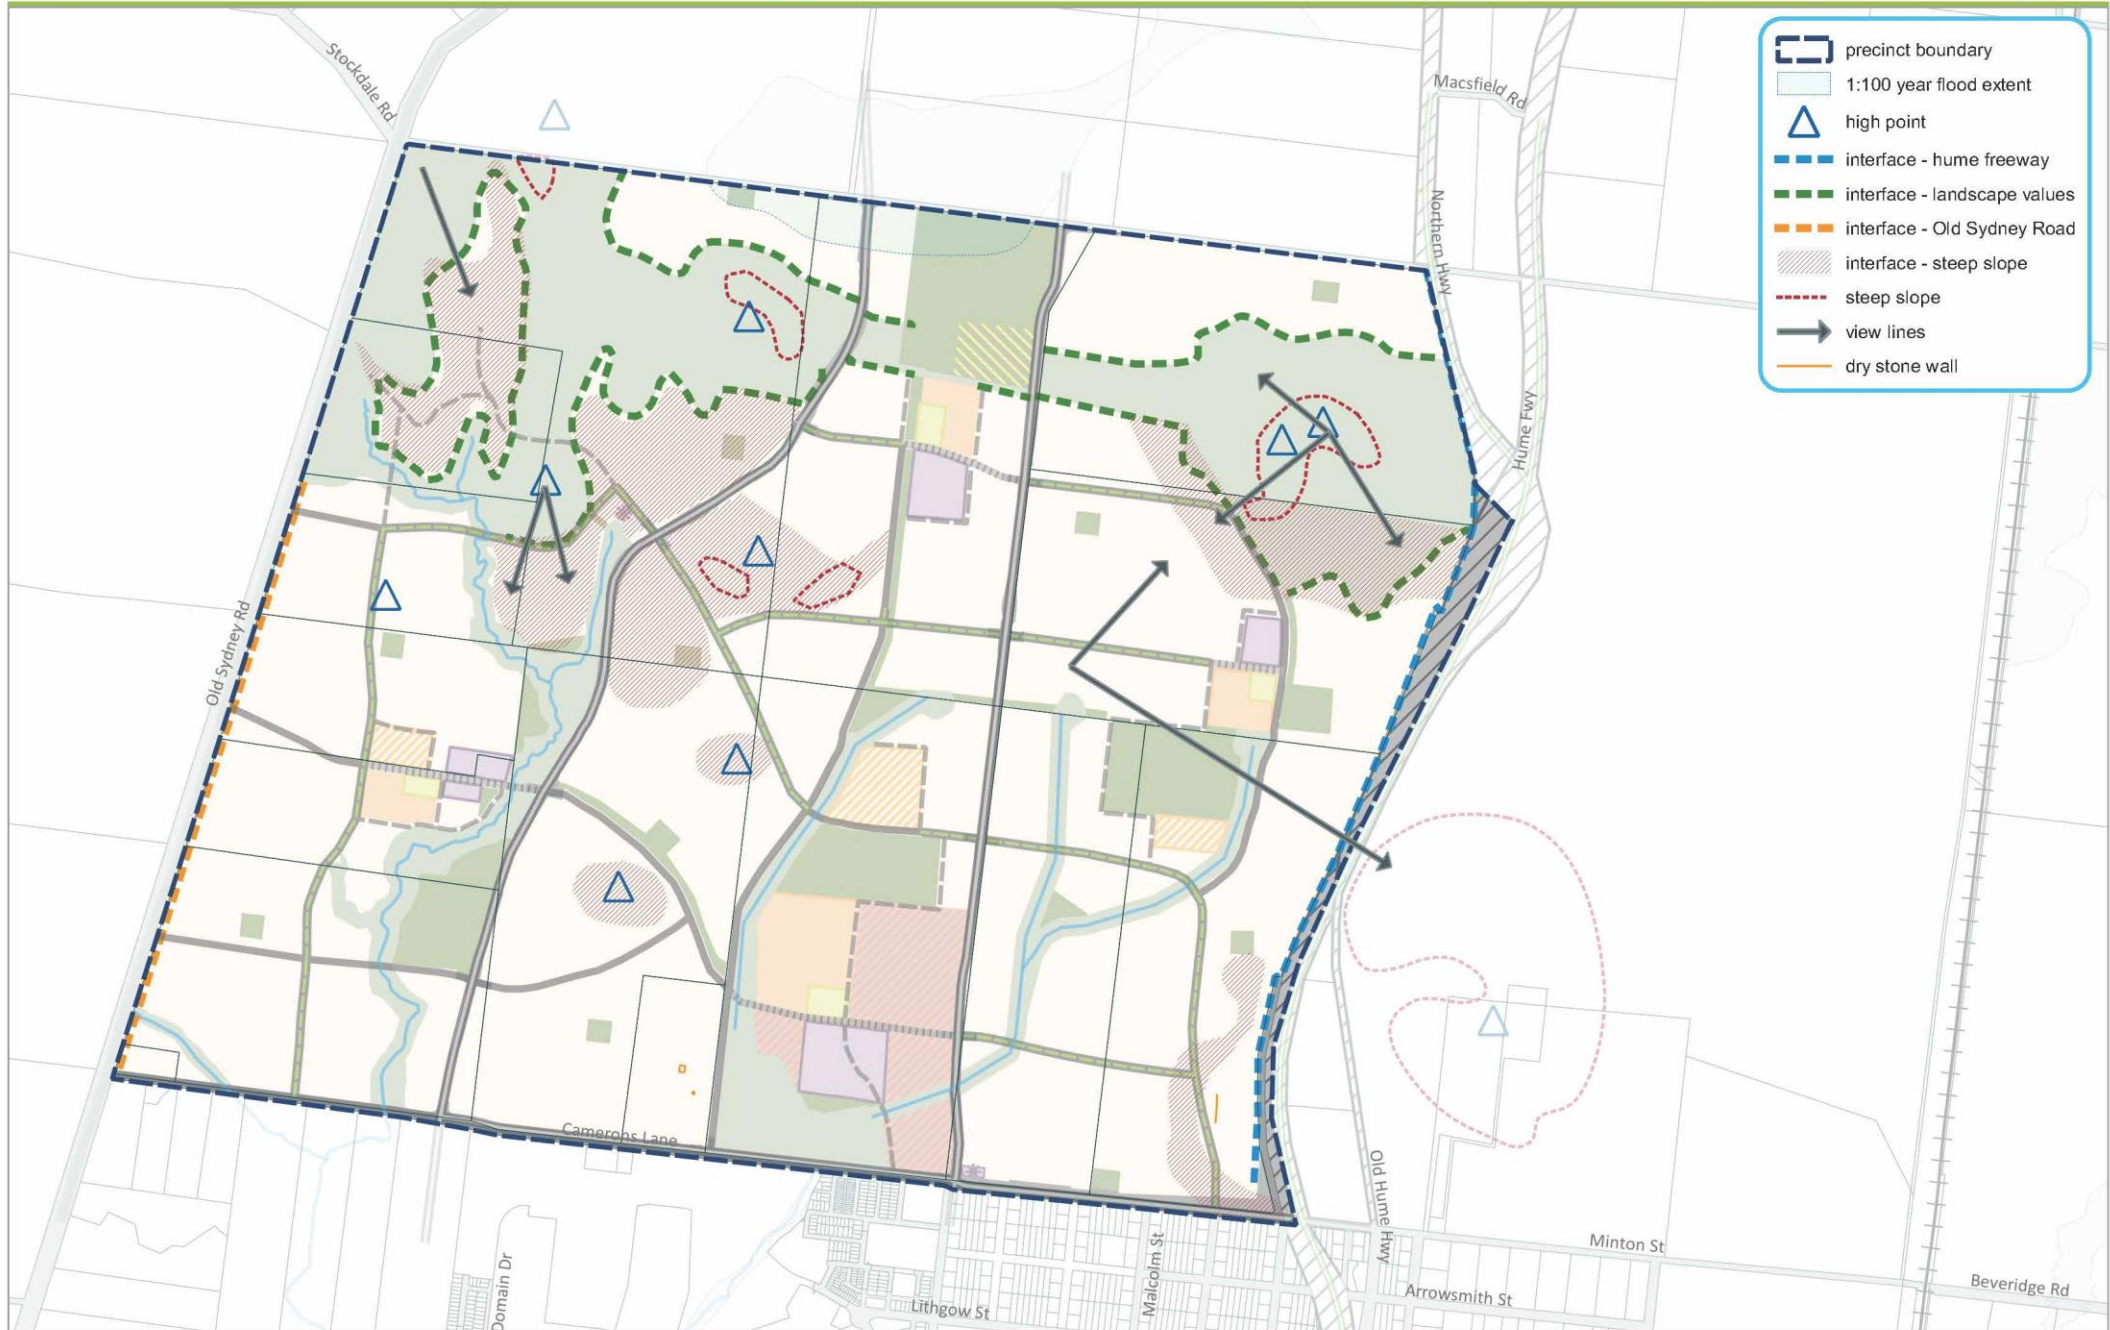 Stockdale Rd
Macsfield Rd
Northern Hwy
Hume Fwy
Old Sydney Rd
Camerons Lane
Domain Dr
Lithgow St
Malcolm St
Old Hume Hwy
Minton St
Arrowsmith St
Beveridge Rd
precinct boundary
1:100 year flood extent
high point
interface - hume freeway
interface - landscape values
interface - Old Sydney Road
interface - steep slope
steep slope
view lines
dry stone wall